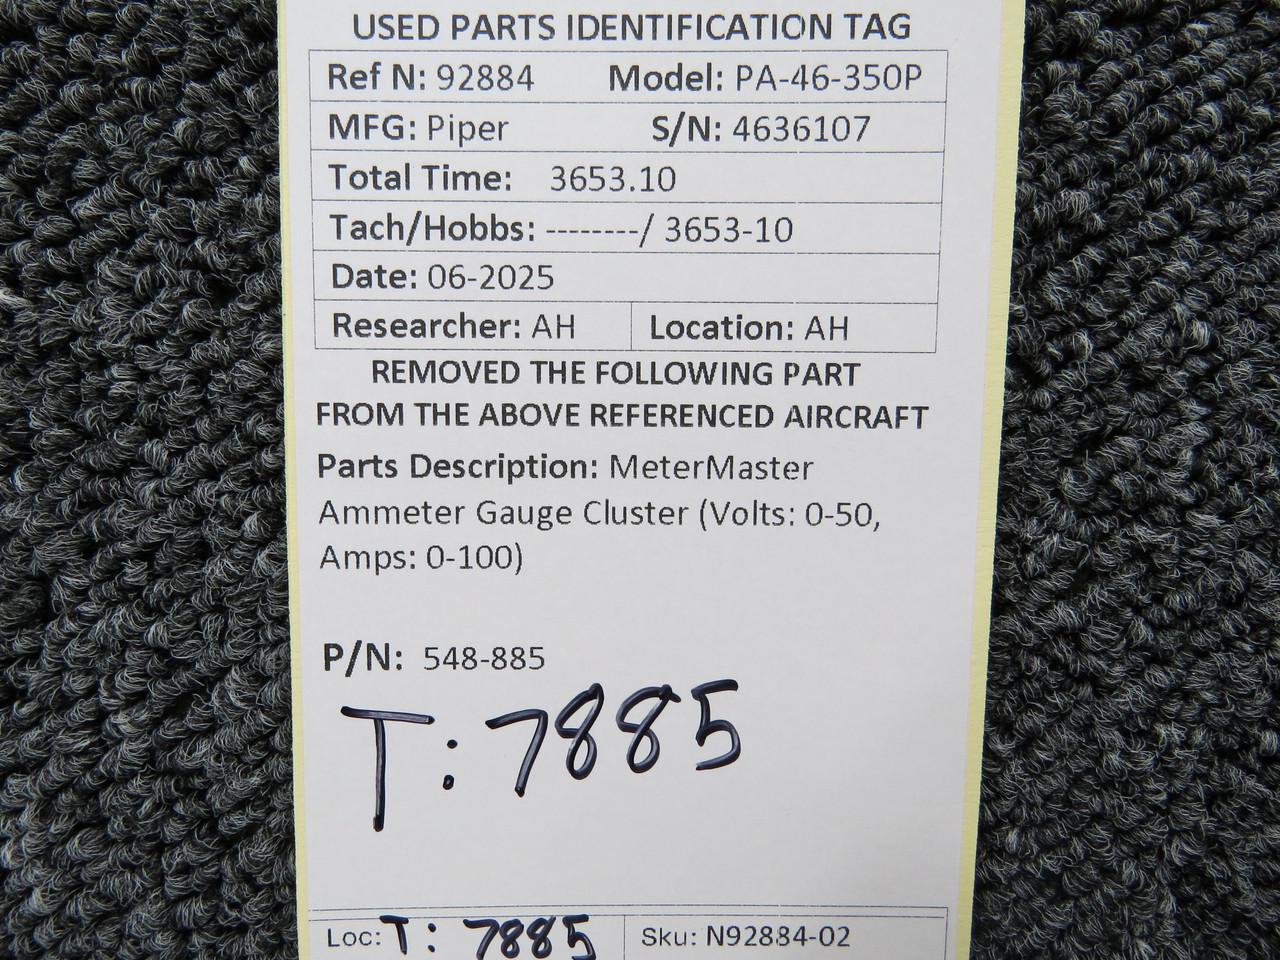 USED PARTS IDENTIFICATION TAG
Ref N: 92884 Model: PA-46-350P
MFG: Piper S/N: 4636107
Total Time: 3653.10
Tach/Hobbs: --------/ 3653-10
Date: 06-2025
Researcher: AH Location: AH
REMOVED THE FOLLOWING PART
FROM THE ABOVE REFERENCED AIRCRAFT
Parts Description: MeterMaster
Ammeter Gauge Cluster (Volts: 0-50,
Amps: 0-100)
P/N: 548-885
T: 7885
Loc: T: 7885 Sku: N92884-02